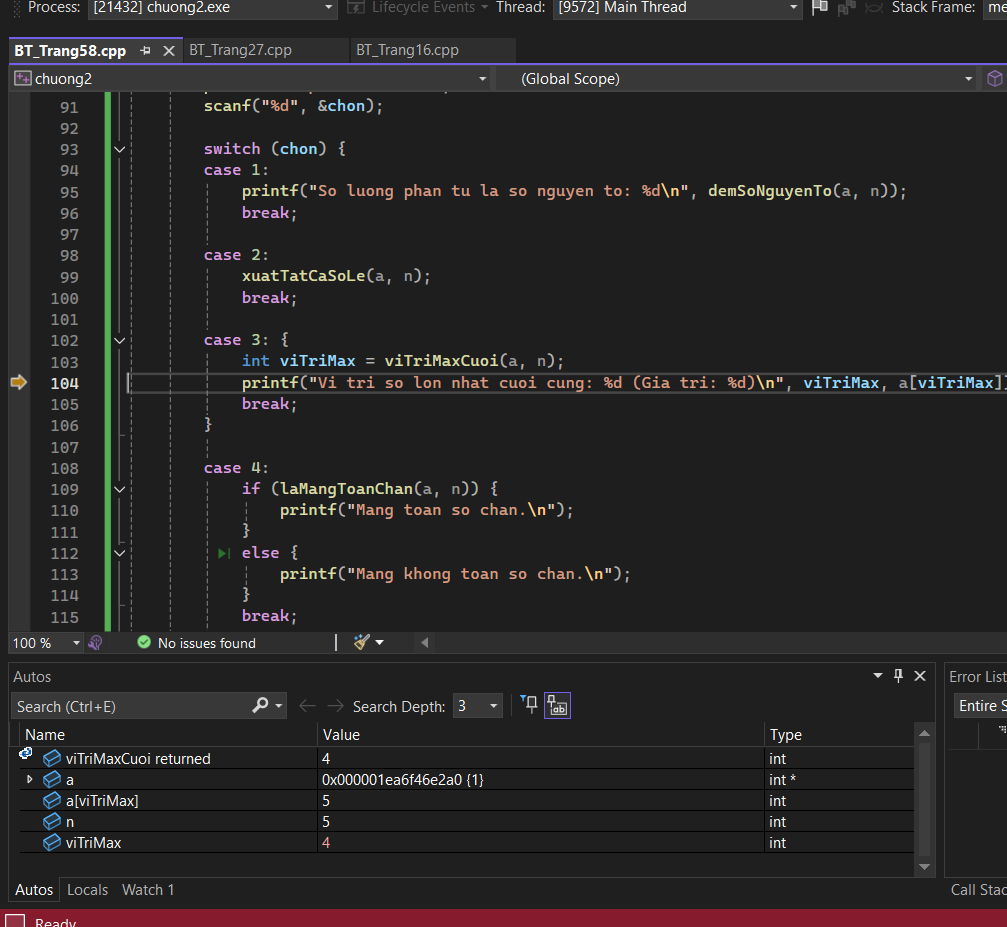 Process: [21432] chuong2.exe Lifecycle Events Thread: [9572] Main Thread Stack Frame: me
BT_Trang58.cpp BT_Trang27.cpp BT_Trang16.cpp
chuong2 (Global Scope)
91 scanf("%d", &chon);
92
93 switch (chon) {
94 case 1:
95 printf("So luong phan tu la so nguyen to: %d\n", demSoNguyenTo(a, n));
96 break;
97
98 case 2:
99 xuatTatCaSoLe(a, n);
100 break;
101
102 case 3: {
103 int viTriMax = viTriMaxCuoi(a, n);
104 printf("Vi tri so lon nhat cuoi cung: %d (Gia tri: %d)\n", viTriMax, a[viTriMax]
105 break;
106 }
107
108 case 4:
109 if (laMangToanChan(a, n)) {
110 printf("Mang toan so chan.\n");
111 }
112 else {
113 printf("Mang khong toan so chan.\n");
114 }
115 break;
100 % No issues found
Autos
Search (Ctrl+E) Search Depth: 3
Name Value Type
viTriMaxCuoi returned 4 int
a 0x000001ea6f46e2a0 {1} int *
a[viTriMax] 5 int
n 5 int
viTriMax 4 int
Autos Locals Watch 1
Error List
Entire S
Call Stac
Ready